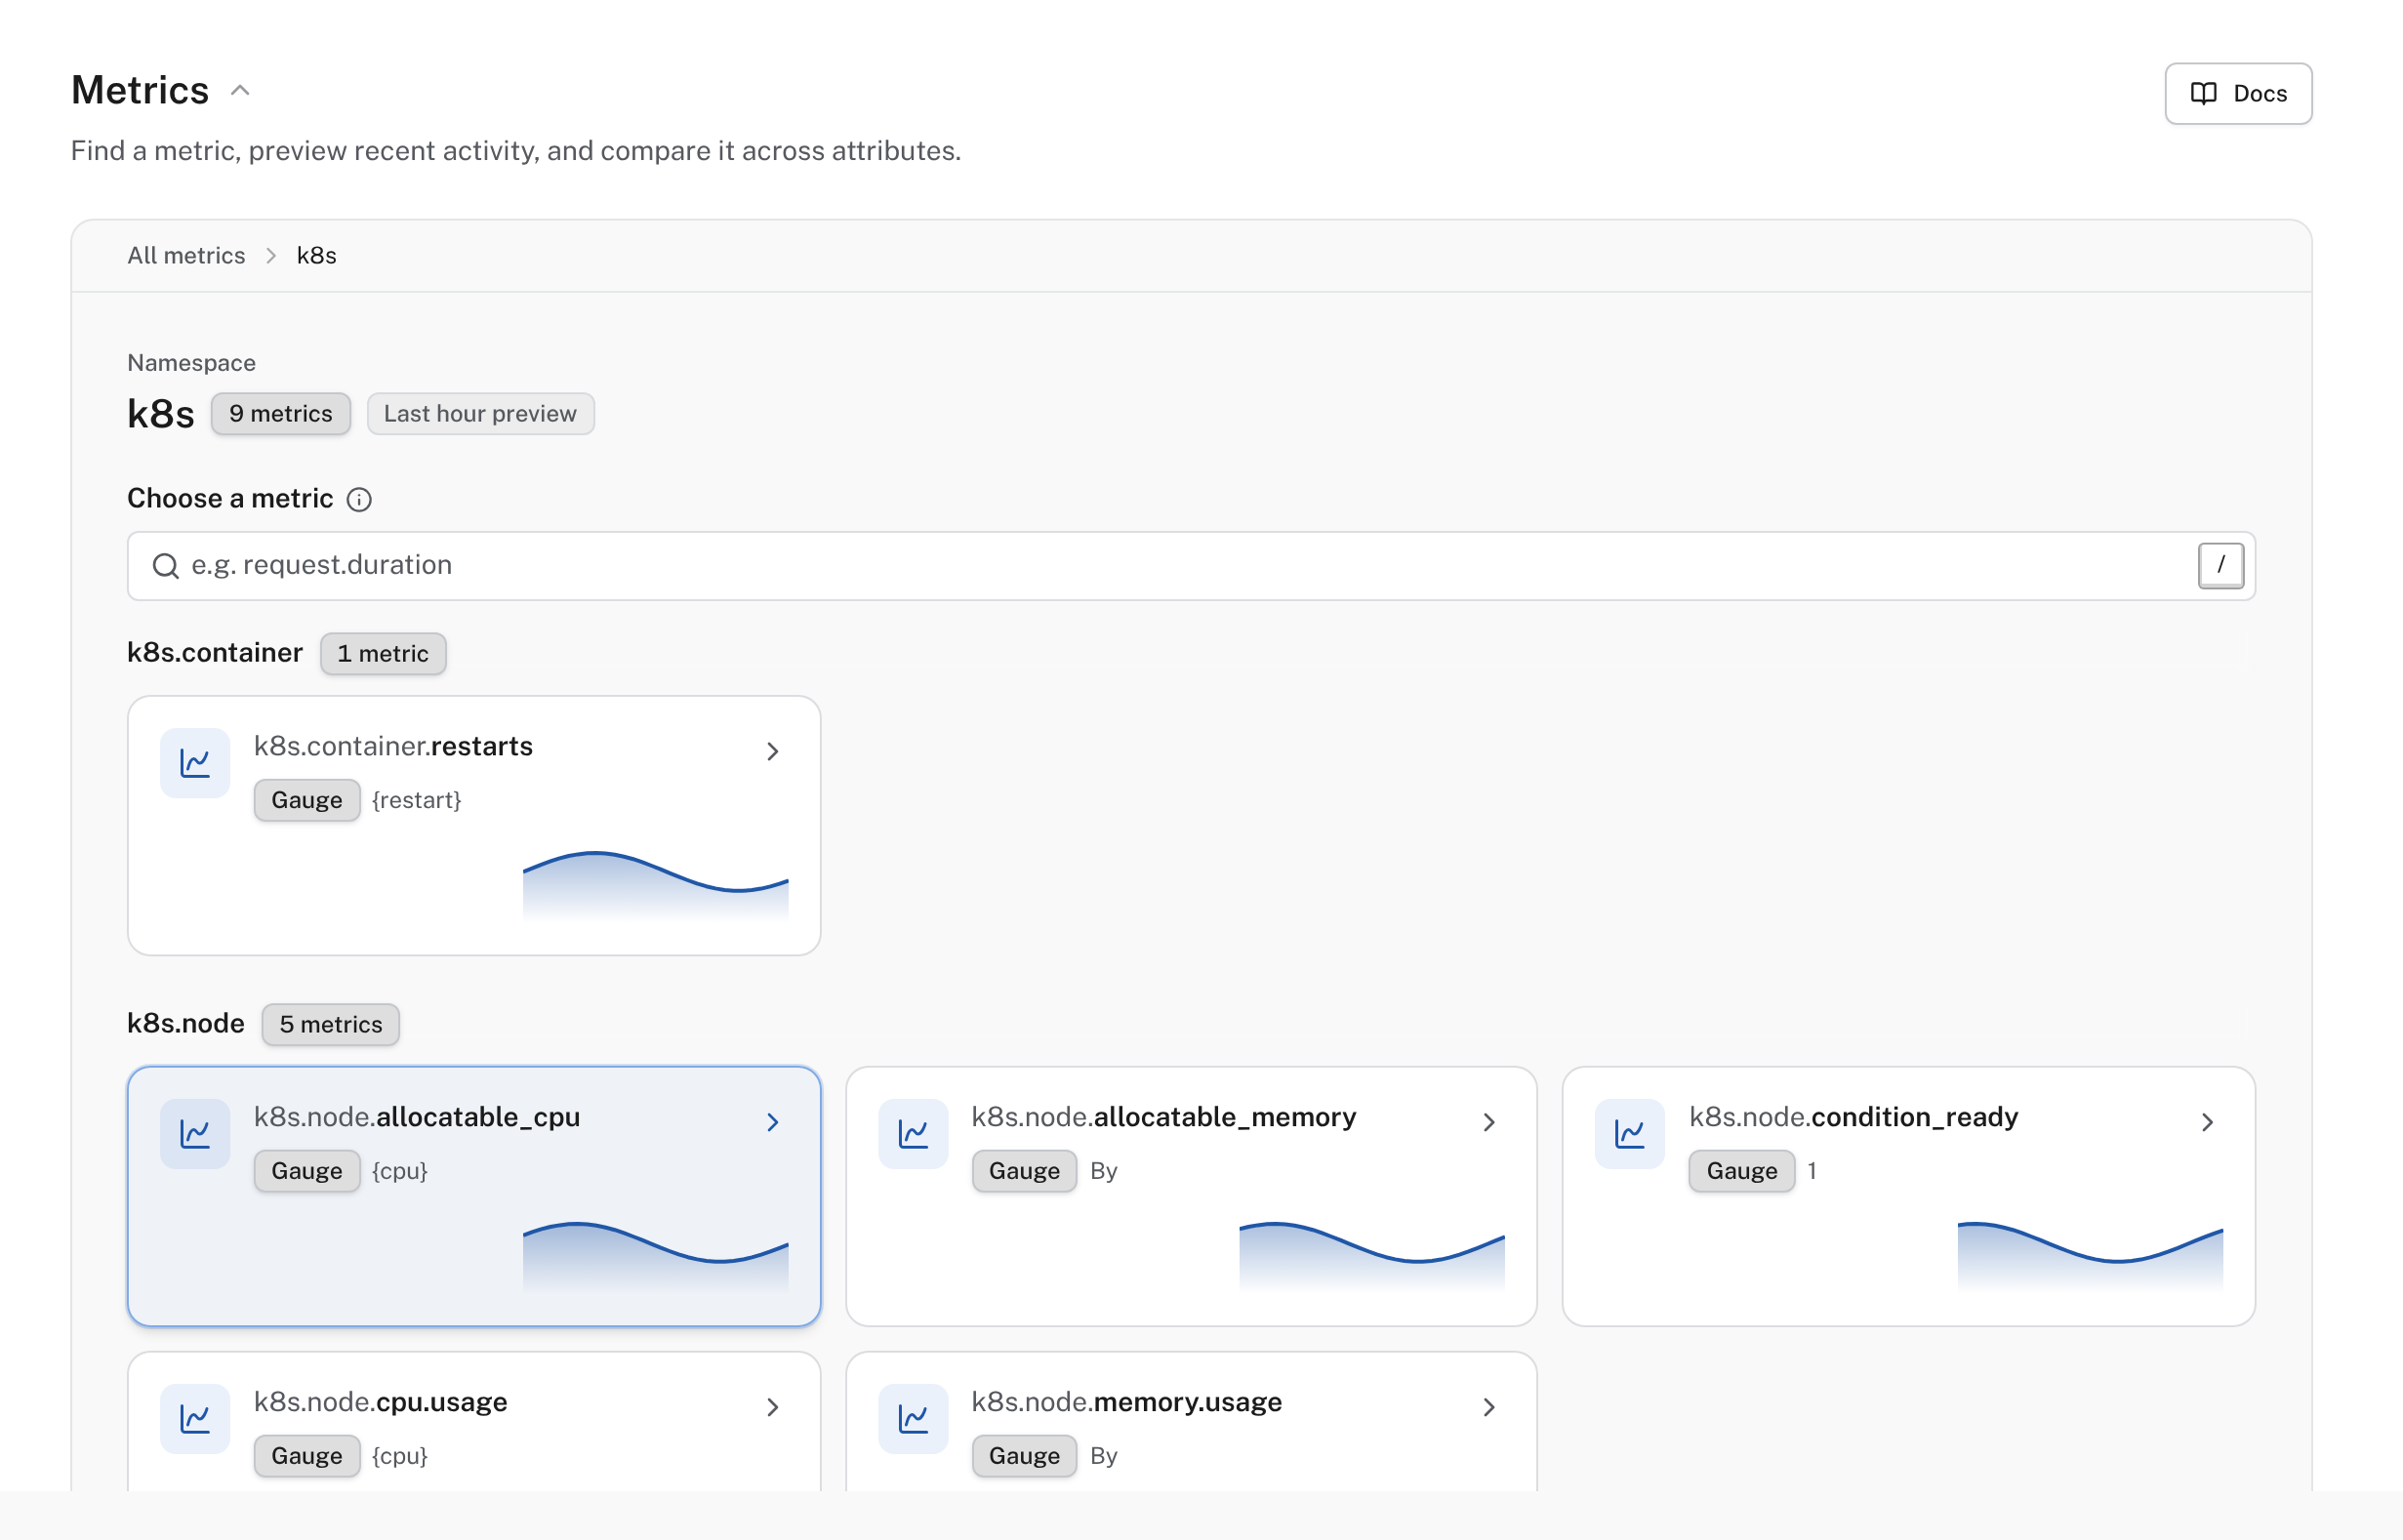 Metrics
Docs
Find a metric, preview recent activity, and compare it across attributes.
All metrics > k8s
Namespace
k8s 9 metrics Last hour preview
Choose a metric
e.g. request.duration /
k8s.container 1 metric
k8s.container.restarts
Gauge {restart}
k8s.node 5 metrics
k8s.node.allocatable_cpu
Gauge {cpu}
k8s.node.allocatable_memory
Gauge By
k8s.node.condition_ready
Gauge 1
k8s.node.cpu.usage
Gauge {cpu}
k8s.node.memory.usage
Gauge By